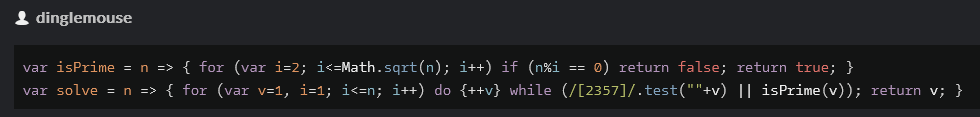 dinglemouse
var isPrime = n => { for (var i=2; i<=Math.sqrt(n); i++) if (n%i == 0) return false; return true; }
var solve = n => { for (var v=1, i=1; i<=n; i++) do {++v} while (/[2357]/.test(""+v) || isPrime(v)); return v; }